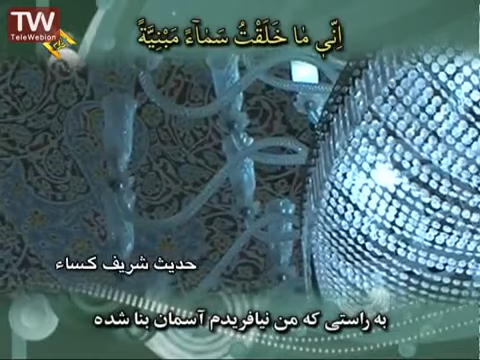 TW
TeleWebion
اِنّي مٰا خَلَقْتُ سَمٰآءً مَبْنِيَّةً
حدیث شریف کساء
به راستی که من نیافریدم آسمان بنا شده